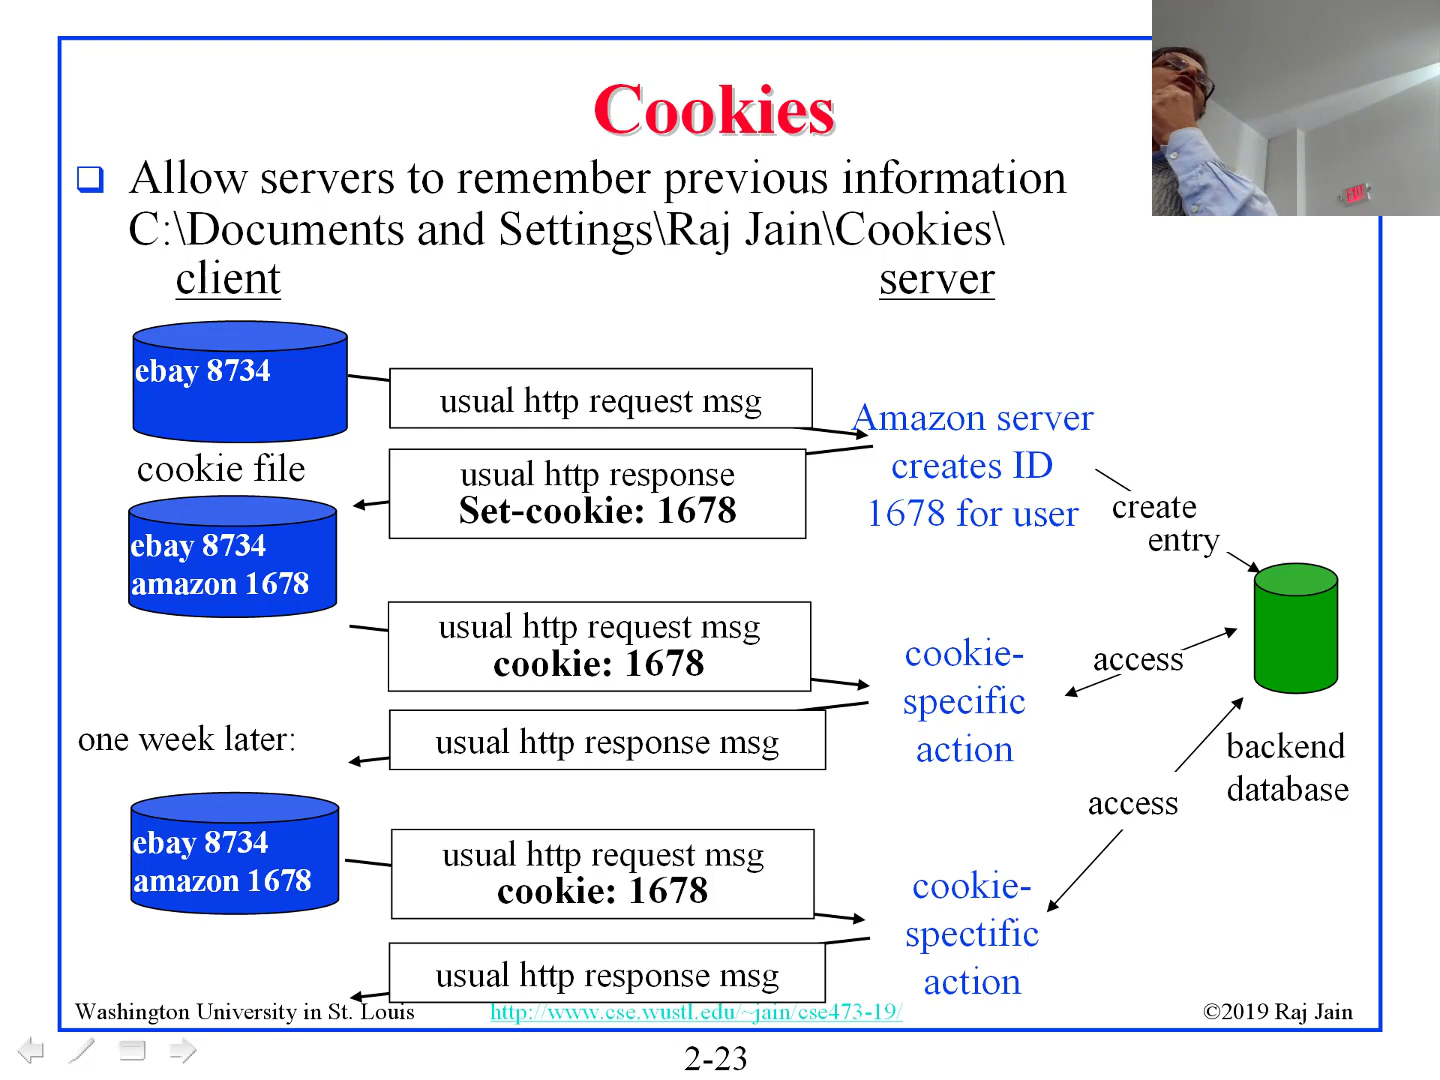 Cookies
Allow servers to remember previous information
C:\Documents and Settings\Raj Jain\Cookies\
client
server
ebay 8734
usual http request msg
Amazon server
creates ID
1678 for user
cookie file
usual http response
Set-cookie: 1678
create
entry
ebay 8734
amazon 1678
usual http request msg
cookie: 1678
cookie-
specific
action
access
one week later:
usual http response msg
backend
database
access
ebay 8734
amazon 1678
usual http request msg
cookie: 1678
cookie-
spectific
action
usual http response msg
Washington University in St. Louis
http://www.cse.wustl.edu/~jain/cse473-19/
©2019 Raj Jain
2-23
EXIT